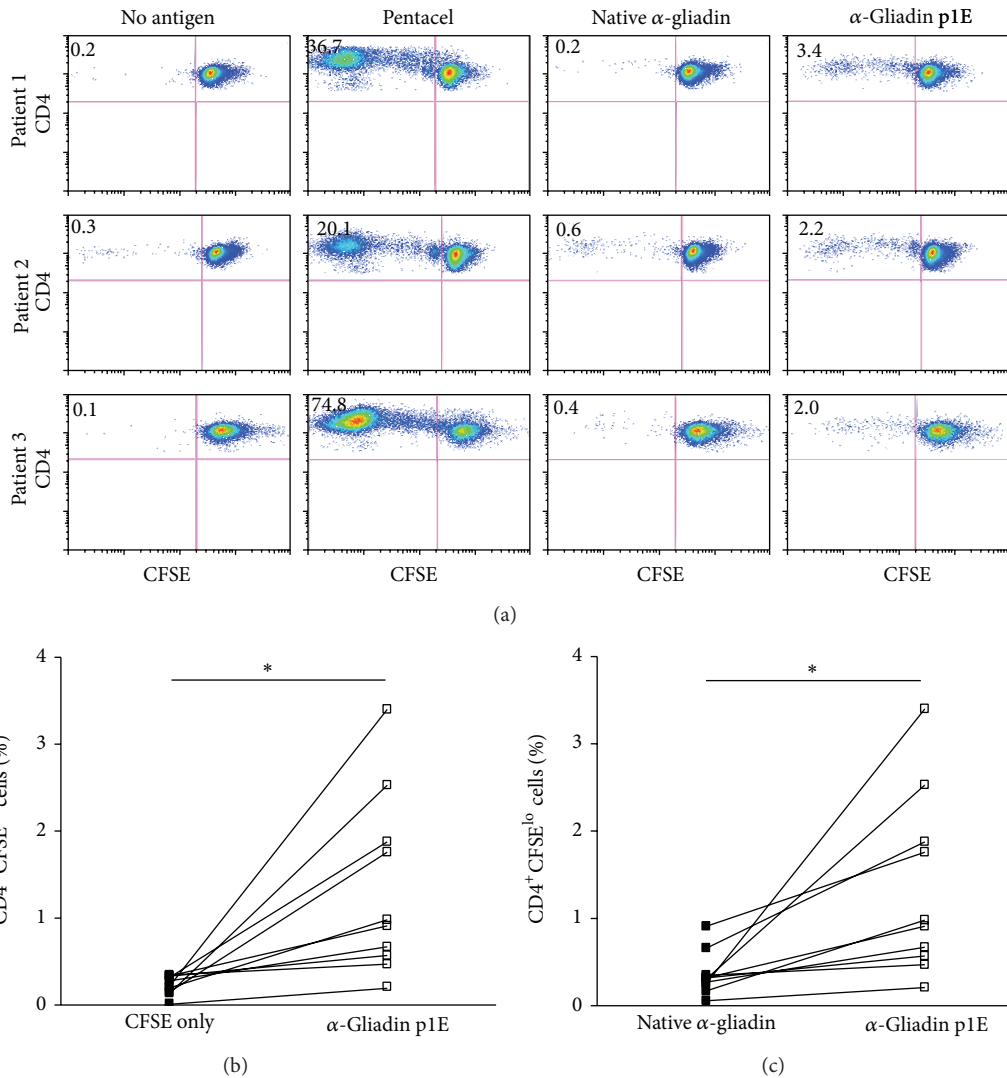 No antigen Pentacel Native α-gliadin α-Gliadin p1E
Patient 1
CD4
0.2 36.7 0.2 3.4
Patient 2
CD4
0.3 20.1 0.6 2.2
Patient 3
CD4
0.1 74.8 0.4 2.0
CFSE CFSE CFSE CFSE
(a)
4
3
2
1
0
*
cells (%)
CFSE only α-Gliadin p1E
(b)
CD4+ CFSElo cells (%)
4
3
2
1
0
*
Native α-gliadin α-Gliadin p1E
(c)